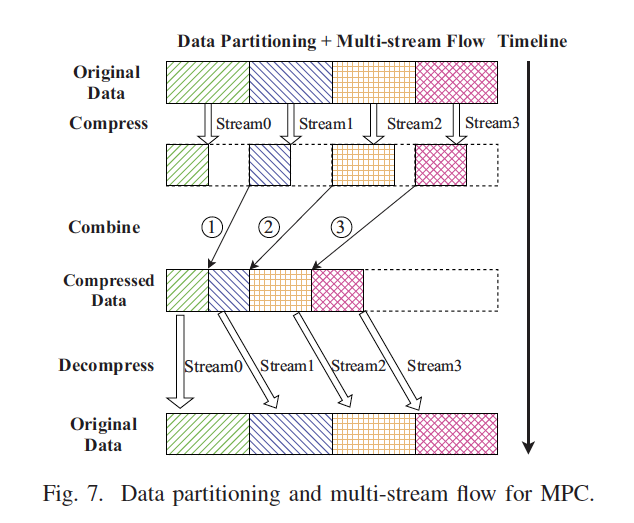 Data Partitioning + Multi-stream Flow Timeline
Original
Data
Compress Stream0 Stream1 Stream2 Stream3
Combine ① ② ③
Compressed
Data
Decompress Stream0 Stream1 Stream2 Stream3
Original
Data
Fig. 7. Data partitioning and multi-stream flow for MPC.